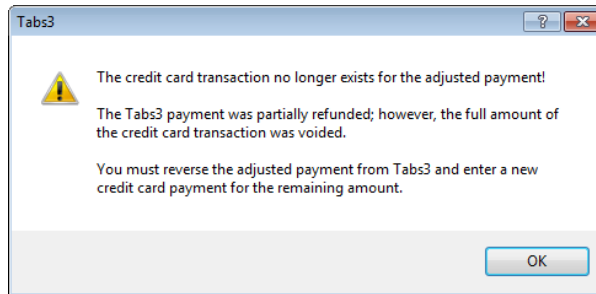 Tabs3
The credit card transaction no longer exists for the adjusted payment!
The Tabs3 payment was partially refunded; however, the full amount of
the credit card transaction was voided.
You must reverse the adjusted payment from Tabs3 and enter a new
credit card payment for the remaining amount.
OK